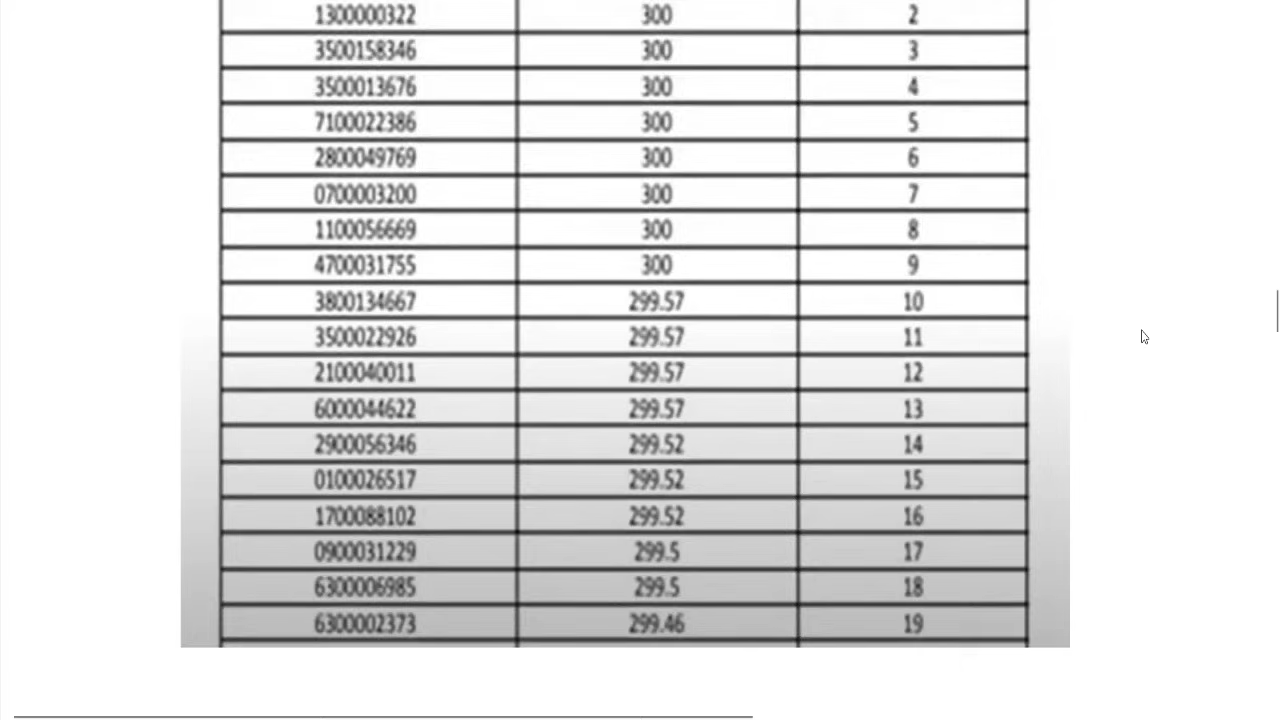 1300000322 300 2
3500158346 300 3
3500013676 300 4
7100022386 300 5
2800049769 300 6
0700003200 300 7
1100056669 300 8
4700031755 300 9
3800134667 299.57 10
3500022926 299.57 11
2100040011 299.57 12
6000044622 299.57 13
2900056346 299.52 14
0100026517 299.52 15
1700088102 299.52 16
0900031229 299.5 17
6300006985 299.5 18
6300002373 299.46 19